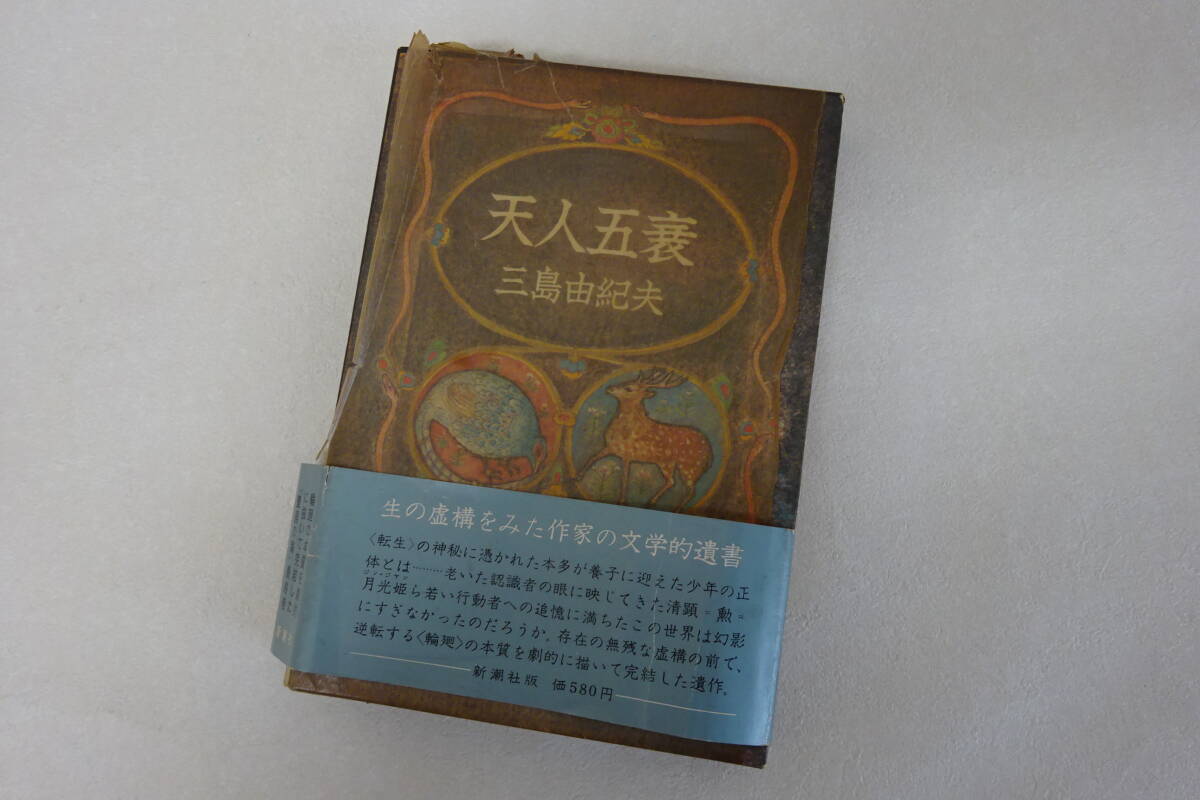 天人五衰
三島由紀夫
生の虚構をみた作家の文学的遺書
〈転生〉の神秘に憑かれた本多が養子に迎えた少年の正
体とは………老いた認識者の眼に映じてきた清顕＝勲＝
月光姫ら若い行動者への追憶に満ちたこの世界は幻影
にすぎなかったのだろうか。存在の無残な虚構の前で、
逆転する〈輪廻〉の本質を劇的に描いて完結した遺作。
新潮社版 価580円